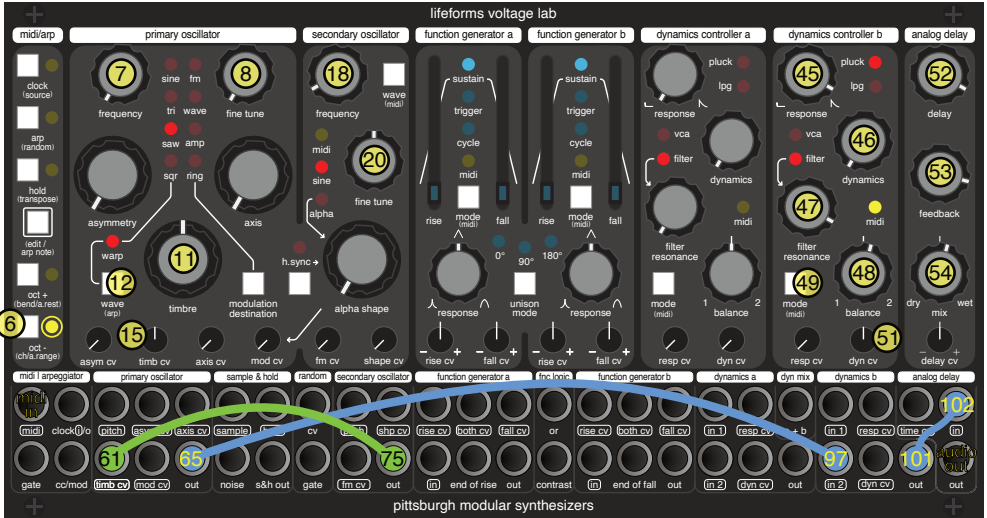 lifeforms voltage lab
midi/arp primary oscillator secondary oscillator function generator a function generator b dynamics controller a dynamics controller b analog delay
7 8 18 45 52
sine fm
tri wave
saw amp
sqr ring
clock
(source)
arp
(random)
hold
(transpose)
(edit /
arp note)
oct +
(bend/a.rest)
6
oct -
(ch/a.range)
frequency fine tune
asymmetry axis
warp
11
12
wave
(arp)
timbre
modulation
destination
15
asym cv timb cv axis cv mod cv
frequency
wave
(midi)
midi
sine
alpha
20
fine tune
h.sync
alpha shape
fm cv shape cv
sustain
trigger
cycle
midi
rise mode fall
(midi)
response
- + - +
rise cv fall cv
0° 90° 180°
unison
mode
sustain
trigger
cycle
midi
rise mode fall
(midi)
response
- + - +
rise cv fall cv
pluck
lpg
response
vca
filter
dynamics
filter
resonance
midi
mode
(midi)
1 2
balance
resp cv dyn cv
pluck
lpg
response
vca
filter
46
dynamics
47
filter
resonance
midi
49
mode
(midi)
48
1 2
balance
51
resp cv dyn cv
delay
53
feedback
54
dry wet
mix
- +
delay cv
midi | arpeggiator primary oscillator sample & hold random secondary oscillator function generator a fnc logic function generator b dynamics a dyn mix dynamics b analog delay
midi
in
102
midi clock i/o pitch axis cv sample cv shp cv rise cv both cv fall cv or rise cv both cv fall cv in 1 resp cv + b in 1 resp cv time in
61 65 75 97 101
audio
out
gate cc/mod timb cv mod cv out noise s&h out gate fm cv out in end of rise out contrast in end of fall out in 2 dyn cv out in 2 dyn cv out out
pittsburgh modular synthesizers